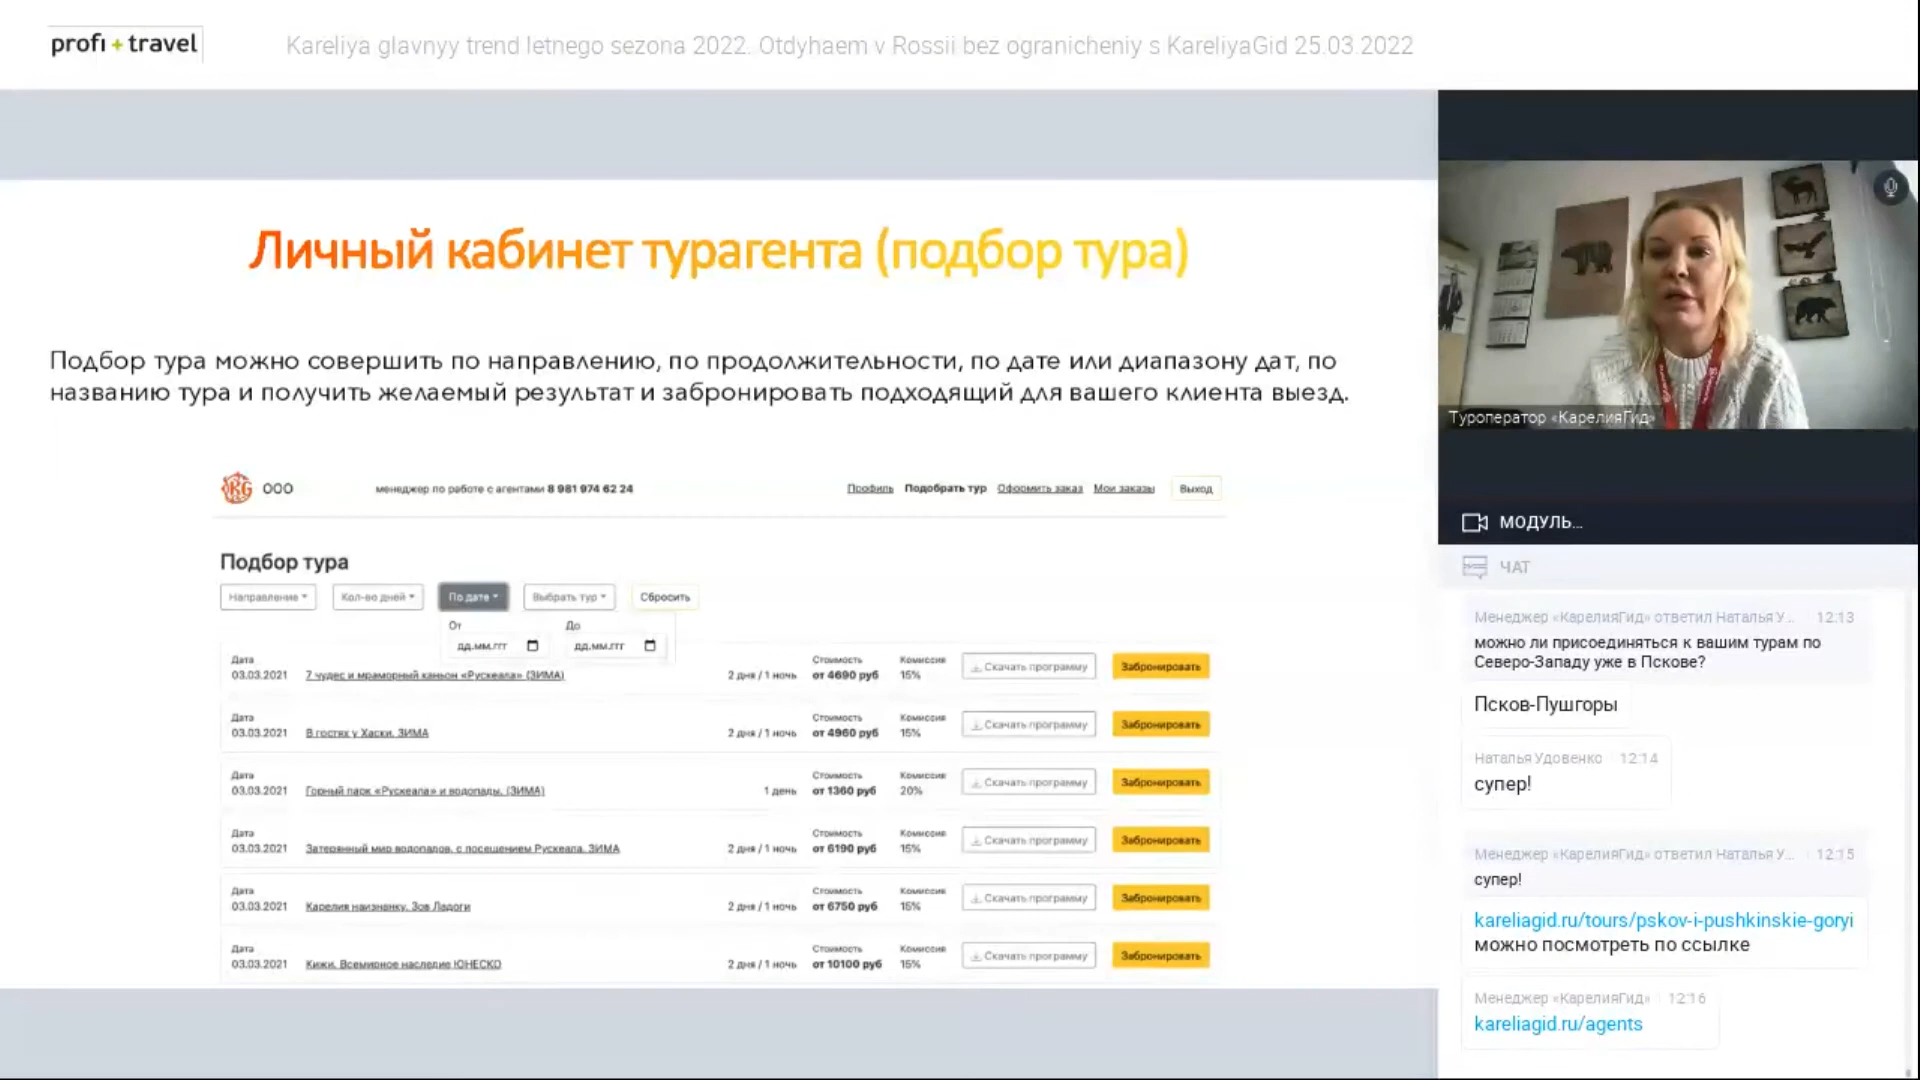 profi + travel
Kareliya glavnyy trend letnego sezona 2022. Otdyhaem v Rossii bez ogranicheniy s KareliyaGid 25.03.2022
Личный кабинет турагента (подбор тура)
Подбор тура можно совершить по направлению, по продолжительности, по дате или диапазону дат, по
названию тура и получить желаемый результат и забронировать подходящий для вашего клиента выезд.
KG ООО менеджер по работе с агентами 8 981 974 62 24 Профиль Подобрать тур Оформить заказ Мои заказы Выход
Подбор тура
Направление Кол-во дней По дате Выбрать тур Сбросить
От До
дд.мм.гггг дд.мм.гггг
Дата Стоимость Комиссия
03.03.2021 7 чудес и мраморный каньон «Рускеала» (ЗИМА) 2 дня / 1 ночь от 4690 руб 15% Скачать программу Забронировать
Дата Стоимость Комиссия
03.03.2021 В гостях у Хаски. ЗИМА 2 дня / 1 ночь от 4960 руб 15% Скачать программу Забронировать
Дата Стоимость Комиссия
03.03.2021 Горный парк «Рускеала» и водопады. (ЗИМА) 1 день от 1360 руб 20% Скачать программу Забронировать
Дата Стоимость Комиссия
03.03.2021 Затерянный мир водопадов, с посещением Рускеала. ЗИМА 2 дня / 1 ночь от 6190 руб 15% Скачать программу Забронировать
Дата Стоимость Комиссия
03.03.2021 Карелия наизнанку. Зов Ладоги 2 дня / 1 ночь от 6750 руб 15% Скачать программу Забронировать
Дата Стоимость Комиссия
03.03.2021 Кижи. Всемирное наследие ЮНЕСКО 2 дня / 1 ночь от 10100 руб 15% Скачать программу Забронировать
Туроператор «КарелияГид»
МОДУЛЬ...
ЧАТ
Менеджер «КарелияГид» ответил Наталья У... 12:13
можно ли присоединяться к вашим турам по
Северо-Западу уже в Пскове?
Псков-Пушгоры
Наталья Удовенко 12:14
супер!
Менеджер «КарелияГид» ответил Наталья У... 12:15
супер!
kareliagid.ru/tours/pskov-i-pushkinskie-goryi
можно посмотреть по ссылке
Менеджер «КарелияГид» 12:16
kareliagid.ru/agents